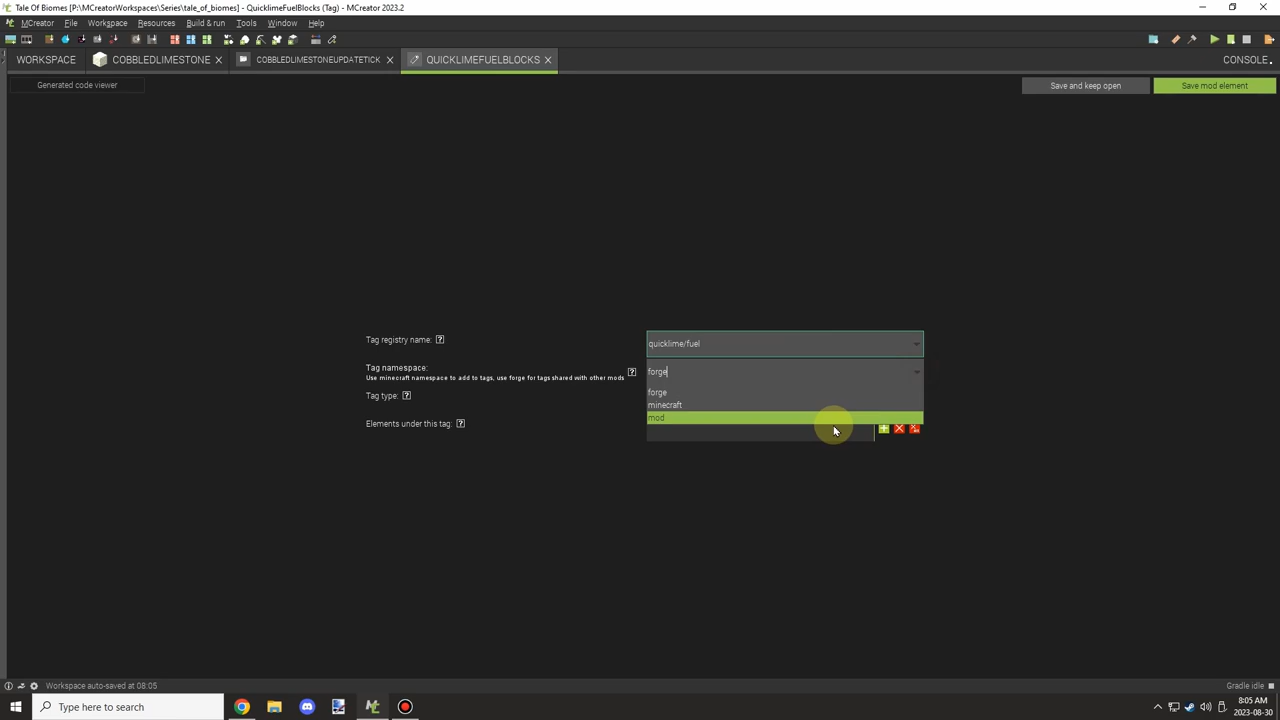 Tale Of Biomes [P:\MCreatorWorkspaces\Series\tale_of_biomes] - QuicklimeFuelBlocks (Tag) - MCreator 2023.2
MCreator File Workspace Resources Build & run Tools Window Help
WORKSPACE COBBLEDLIMESTONE COBBLEDLIMESTONEUPDATETICK QUICKLIMEFUELBLOCKS CONSOLE
Generated code viewer Save and keep open Save mod element
Tag registry name: ? quicklime/fuel
Tag namespace: forge
Use minecraft namespace to add to tags, use forge for tags shared with other mods ?
Tag type: ? forge
minecraft
mod
Elements under this tag: ?
Workspace auto-saved at 08:05 Gradle idle
Type here to search 8:05 AM
2023-08-30